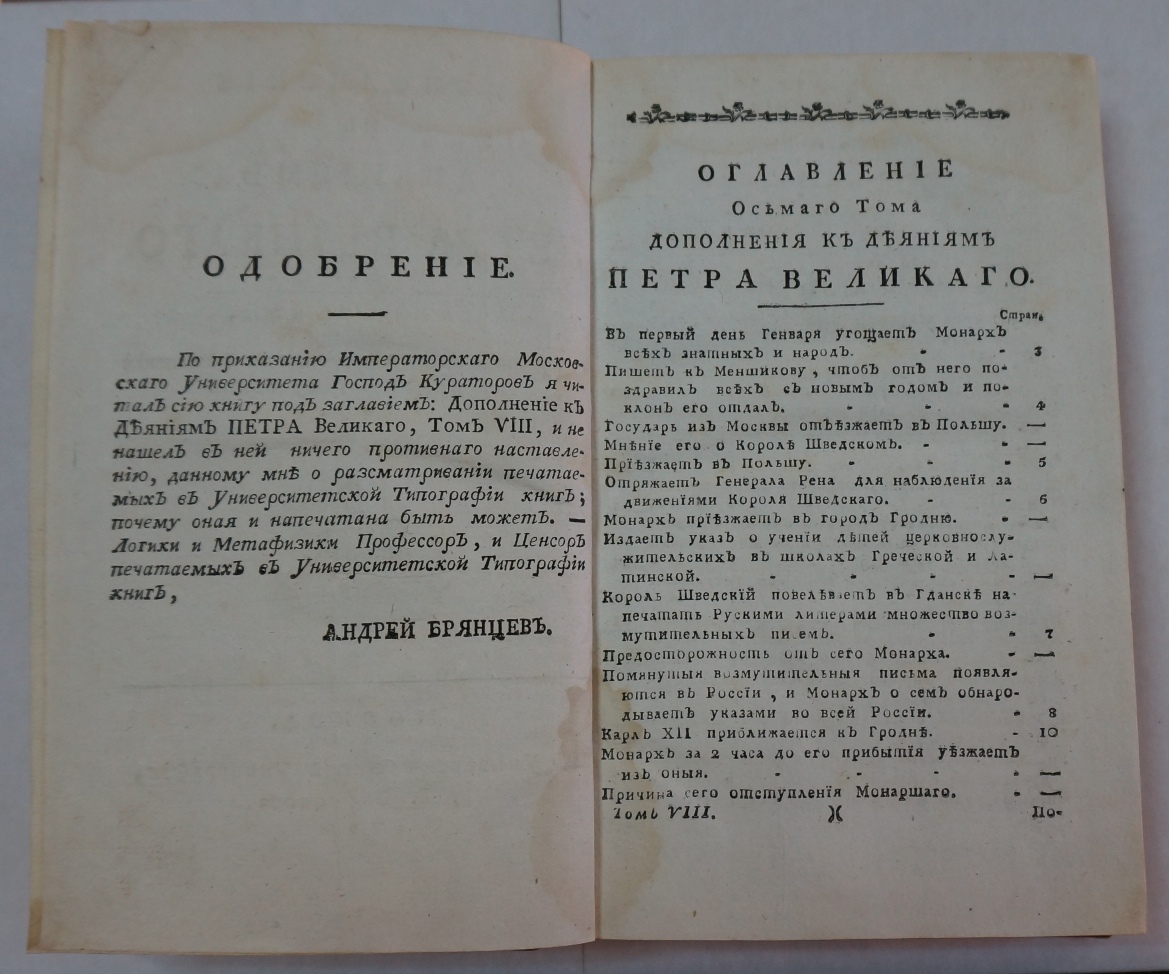 ОДОБРЕНІЕ.
По приказанію Императорскаго Москов-
скаго Университета Господъ Кураторовъ я чи-
талъ сію книгу подъ заглавіемъ: Дополненіе къ
Дѣяніямъ ПЕТРА Великаго, Томъ VIII, и не
нашелъ въ ней ничего противнаго наставле-
нію, данному мнѣ о разсматриваніи печатае-
мыхъ въ Университетской Типографіи книгъ;
почему оная и напечатана быть можетъ. —
Логики и Метафизики Профессоръ, и Ценсоръ
печатаемыхъ въ Университетской Типографіи
книгъ,
АНДРЕЙ БРЯНЦЕВЪ.
ОГЛАВЛЕНІЕ
Осьмаго Тома
ДОПОЛНЕНІЯ КЪ ДѢЯНІЯМЪ
ПЕТРА ВЕЛИКАГО.
Стран.
Въ первый день Генваря угощаетъ Монархъ
всѣхъ знатныхъ и народъ. - - 3
Пишетъ къ Меншикову, чтобъ отъ него по-
здравилъ всѣхъ съ новымъ годомъ и по-
клонъ его отдалъ. - - - 4
Государь изъ Москвы отъѣзжаетъ въ Польшу. —
Мнѣніе его о Королѣ Шведскомъ. - - —
Пріѣзжаетъ въ Польшу. - - - 5
Отряжаетъ Генерала Рена для наблюденія за
движеніями Короля Шведскаго. - - 6
Монархъ пріѣзжаетъ въ городъ Гродню. - —
Издаетъ указъ о ученіи дѣтей церковнослу-
жительскихъ въ школахъ Греческой и Ла-
тинской. - - - - —
Король Шведскій повелѣваетъ въ Гданскѣ на-
печатать Рускими литерами множество воз-
мутительныхъ писемъ. - - 7
Предосторожность отъ сего Монарха. - —
Помянутыя возмутительныя письма появля-
ются въ Россіи, и Монархъ о семъ обнаро-
дываетъ указами во всей Россіи. - 8
Карлъ XII приближается къ Гроднѣ. - 10
Монархъ за 2 часа до его прибытія уѣзжаетъ
изъ оныя. - - - - —
Причина сего отступленія Монаршаго. - —
Томъ VIII. )( По-